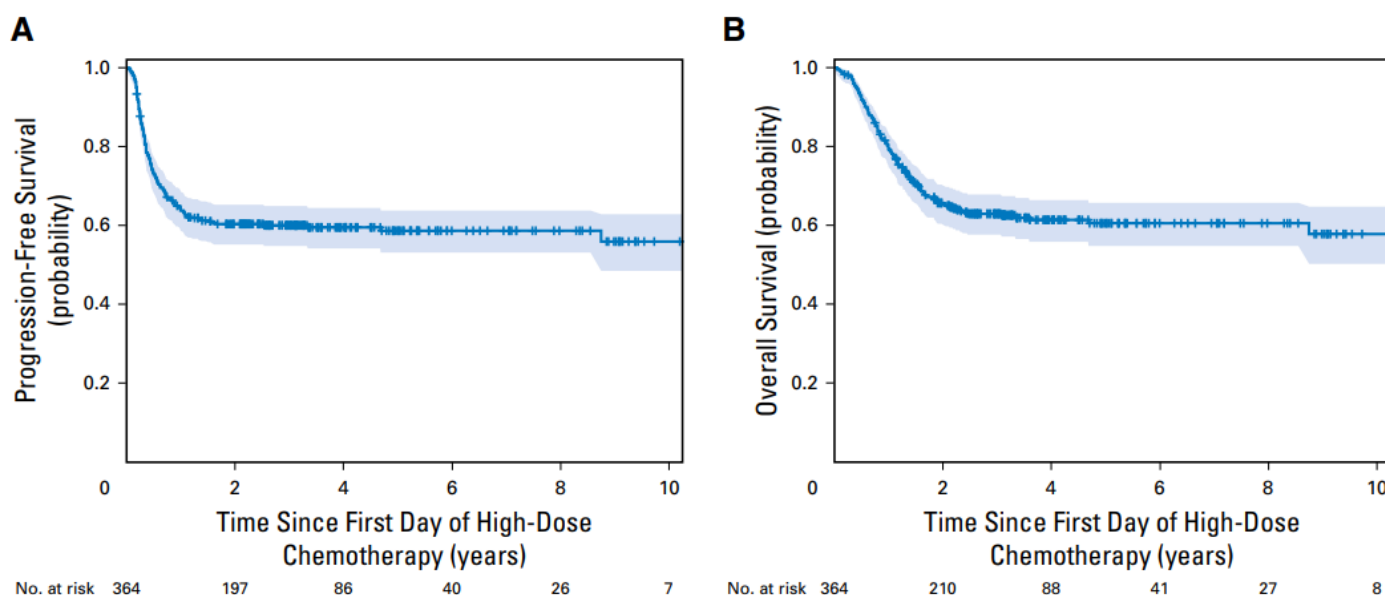 A
Progression-Free Survival
(probability)
1.0
0.8
0.6
0.4
0.2
0
2
4
6
8
10
Time Since First Day of High-Dose
Chemotherapy (years)
No. at risk 364 197 86 40 26 7
B
Overall Survival (probability)
1.0
0.8
0.6
0.4
0.2
0
2
4
6
8
10
Time Since First Day of High-Dose
Chemotherapy (years)
No. at risk 364 210 88 41 27 8